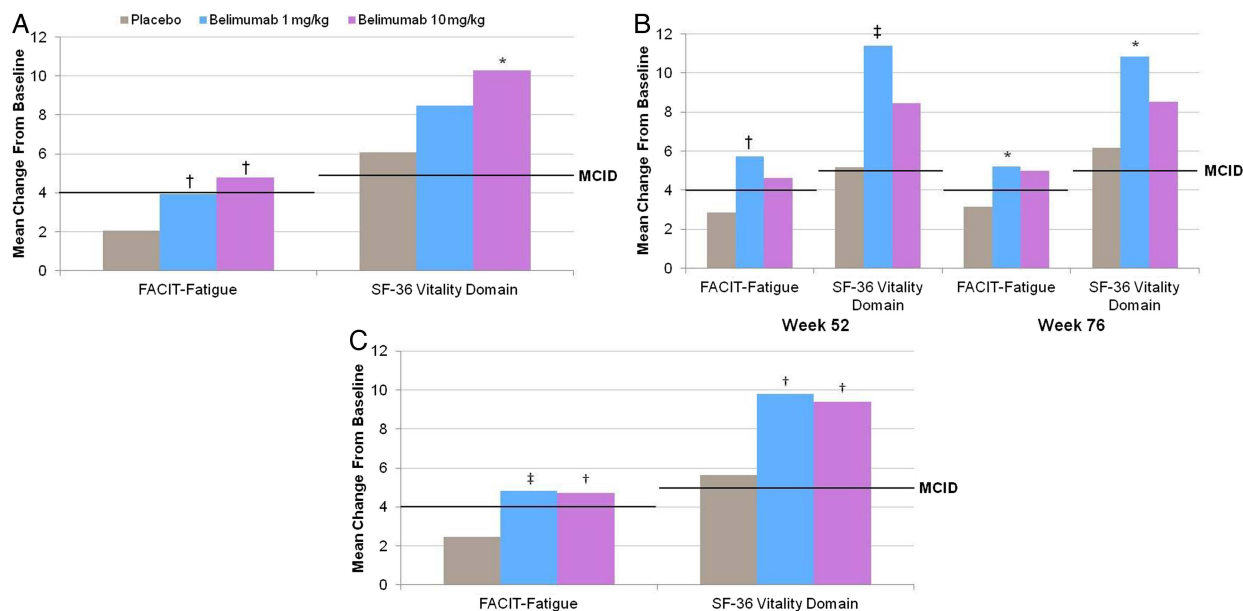 A
Placebo
Belimumab 1 mg/kg
Belimumab 10 mg/kg
Mean Change From Baseline
12
10
8
6
4
2
0
†
†
*
MCID
FACIT-Fatigue
SF-36 Vitality Domain
B
Mean Change From Baseline
12
10
8
6
4
2
0
†
‡
*
*
MCID
FACIT-Fatigue
SF-36 Vitality
Domain
FACIT-Fatigue
SF-36 Vitality
Domain
Week 52
Week 76
C
Mean Change From Baseline
12
10
8
6
4
2
0
‡
†
†
†
MCID
FACIT-Fatigue
SF-36 Vitality Domain